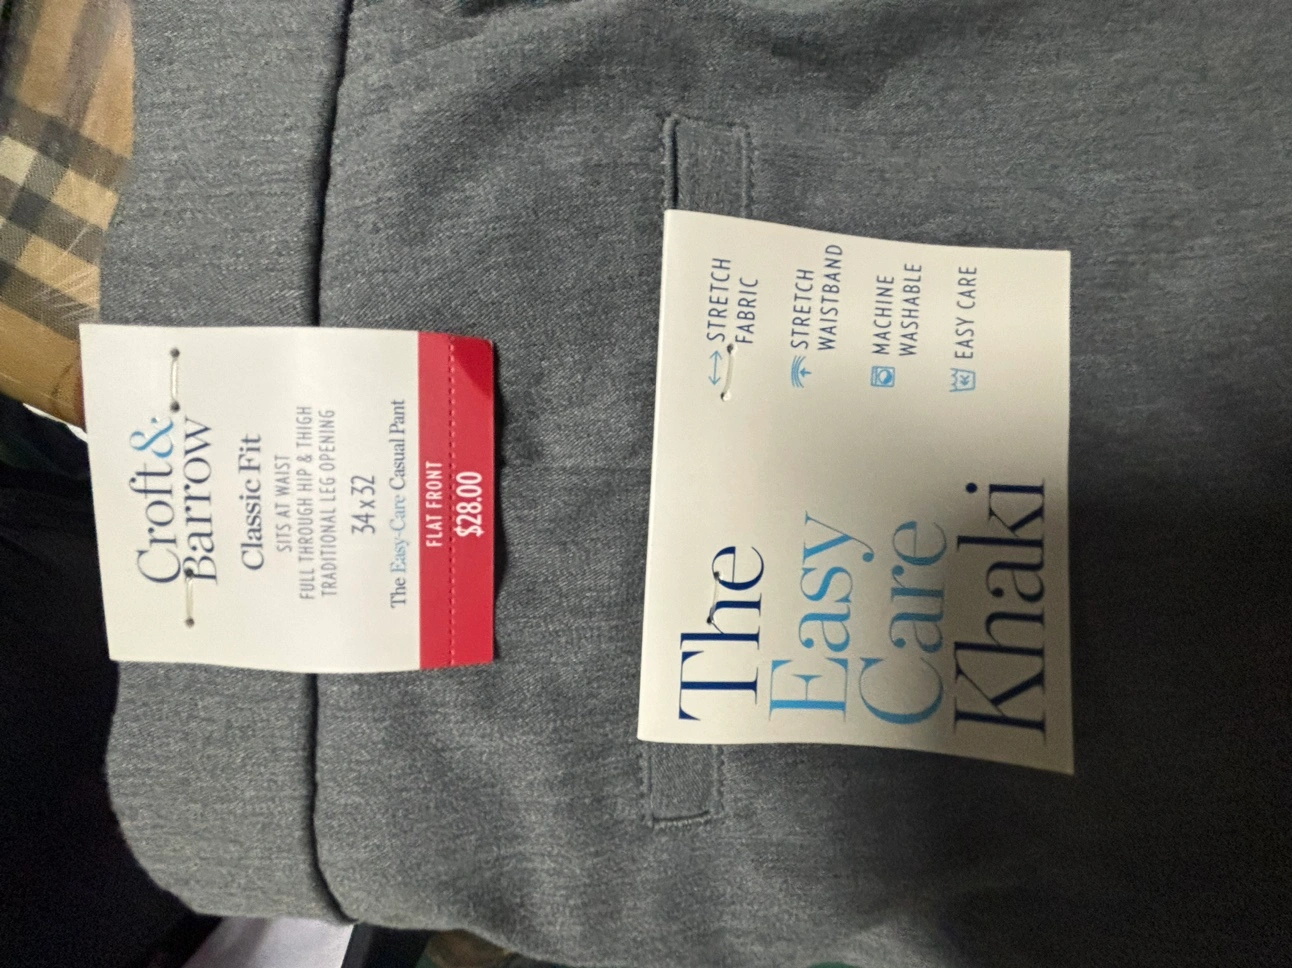 Croft &
Barrow
Classic Fit
SITS AT WAIST
FULL THROUGH HIP & THIGH
TRADITIONAL LEG OPENING
34 x 32
The Easy-Care Casual Pant
FLAT FRONT
$28.00
The
Easy
Care
Khaki
STRETCH
FABRIC
STRETCH
WAISTBAND
MACHINE
WASHABLE
EASY CARE